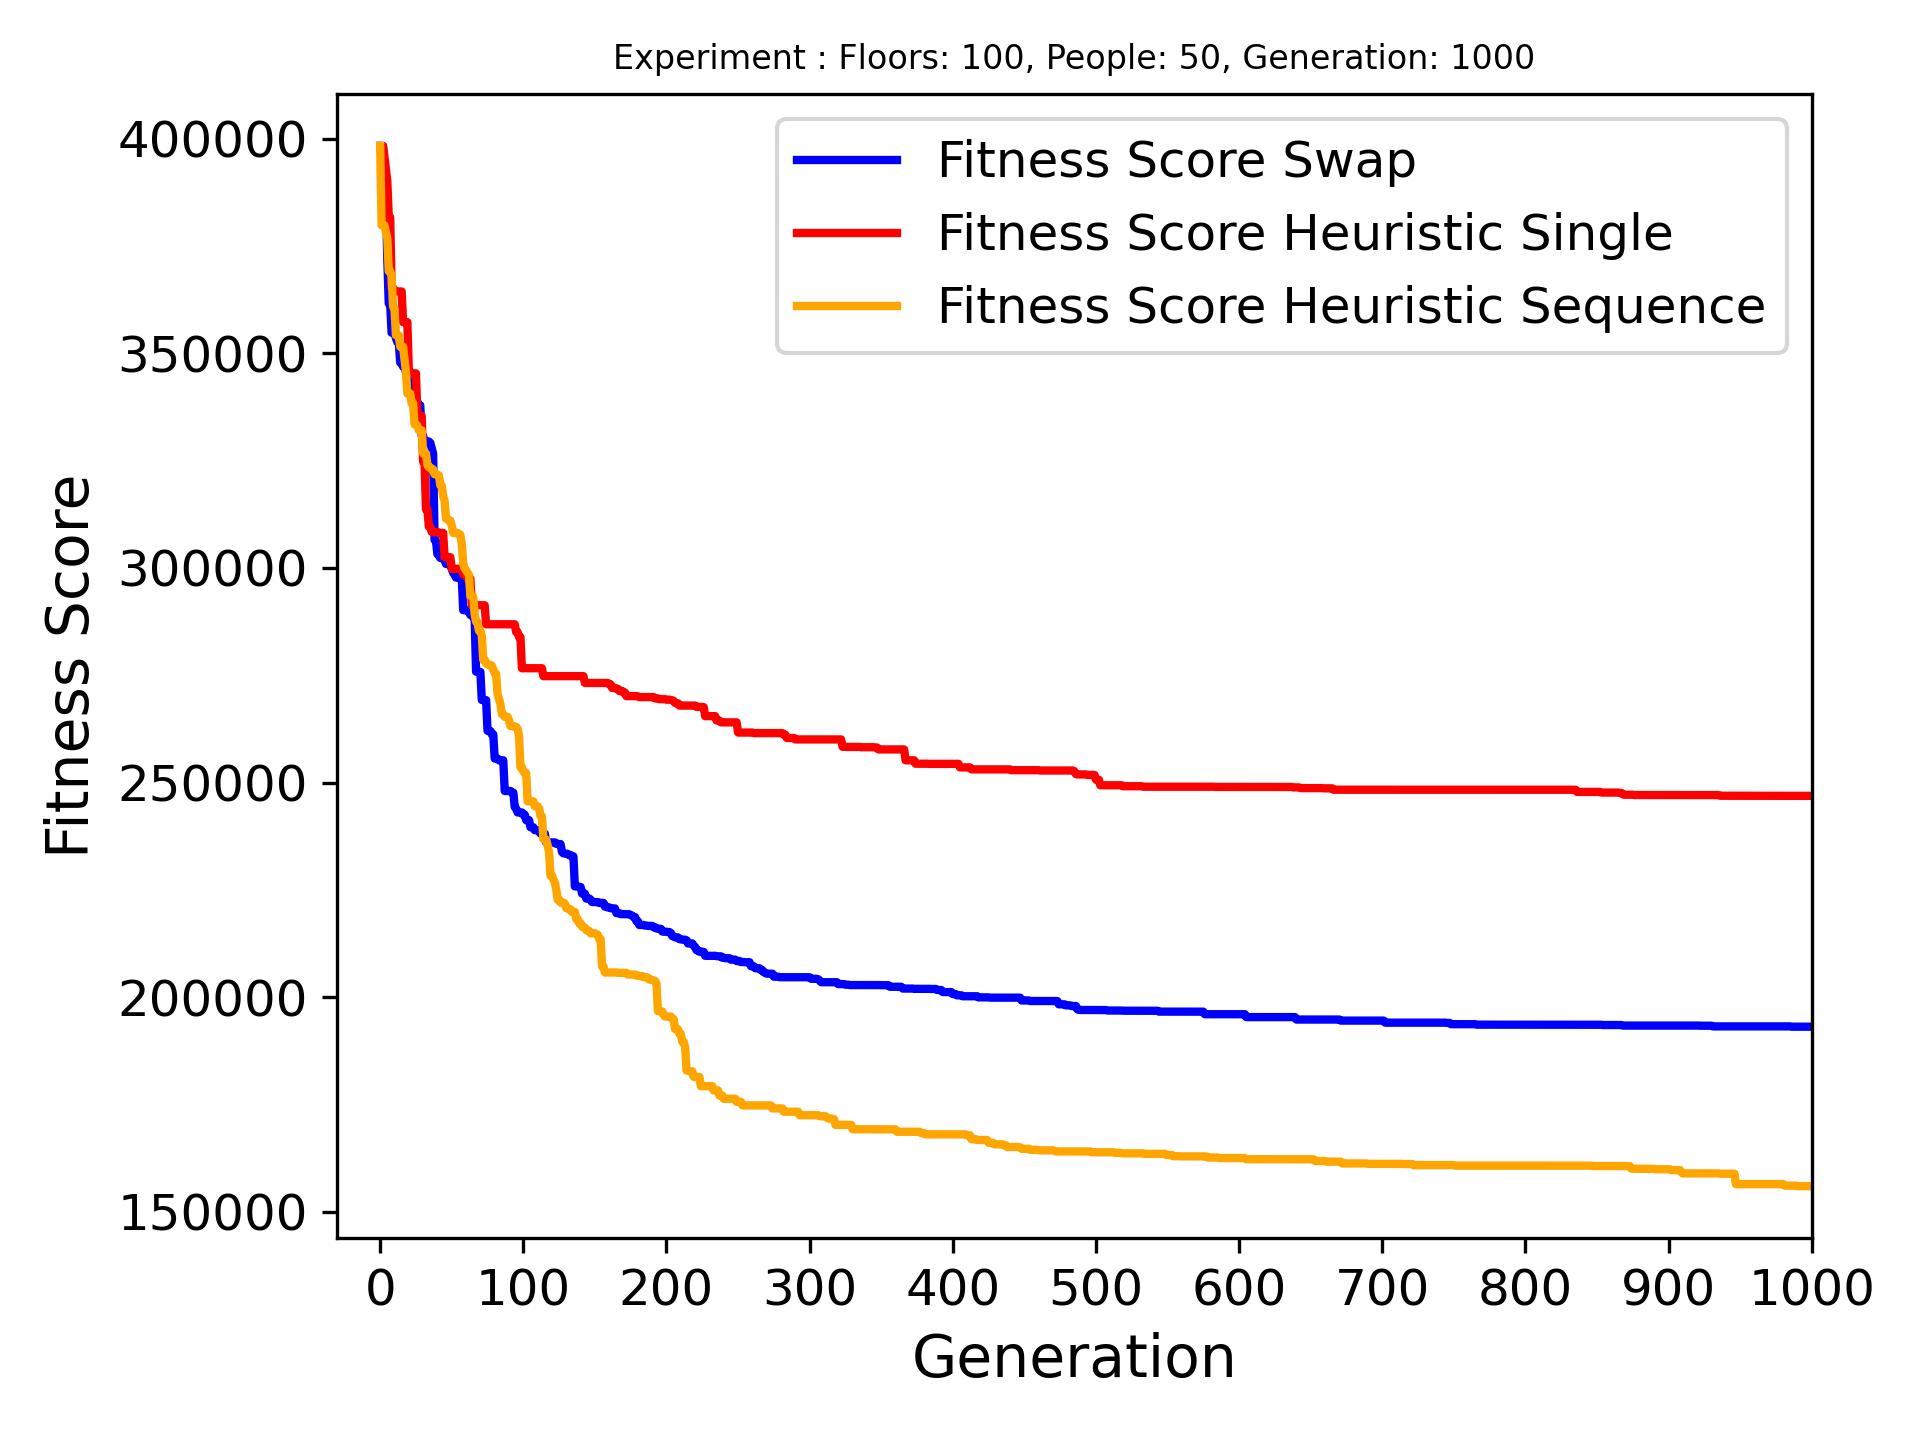 Experiment : Floors: 100, People: 50, Generation: 1000
Fitness Score Swap
Fitness Score Heuristic Single
Fitness Score Heuristic Sequence
400000
350000
300000
250000
200000
150000
Fitness Score
0 100 200 300 400 500 600 700 800 900 1000
Generation